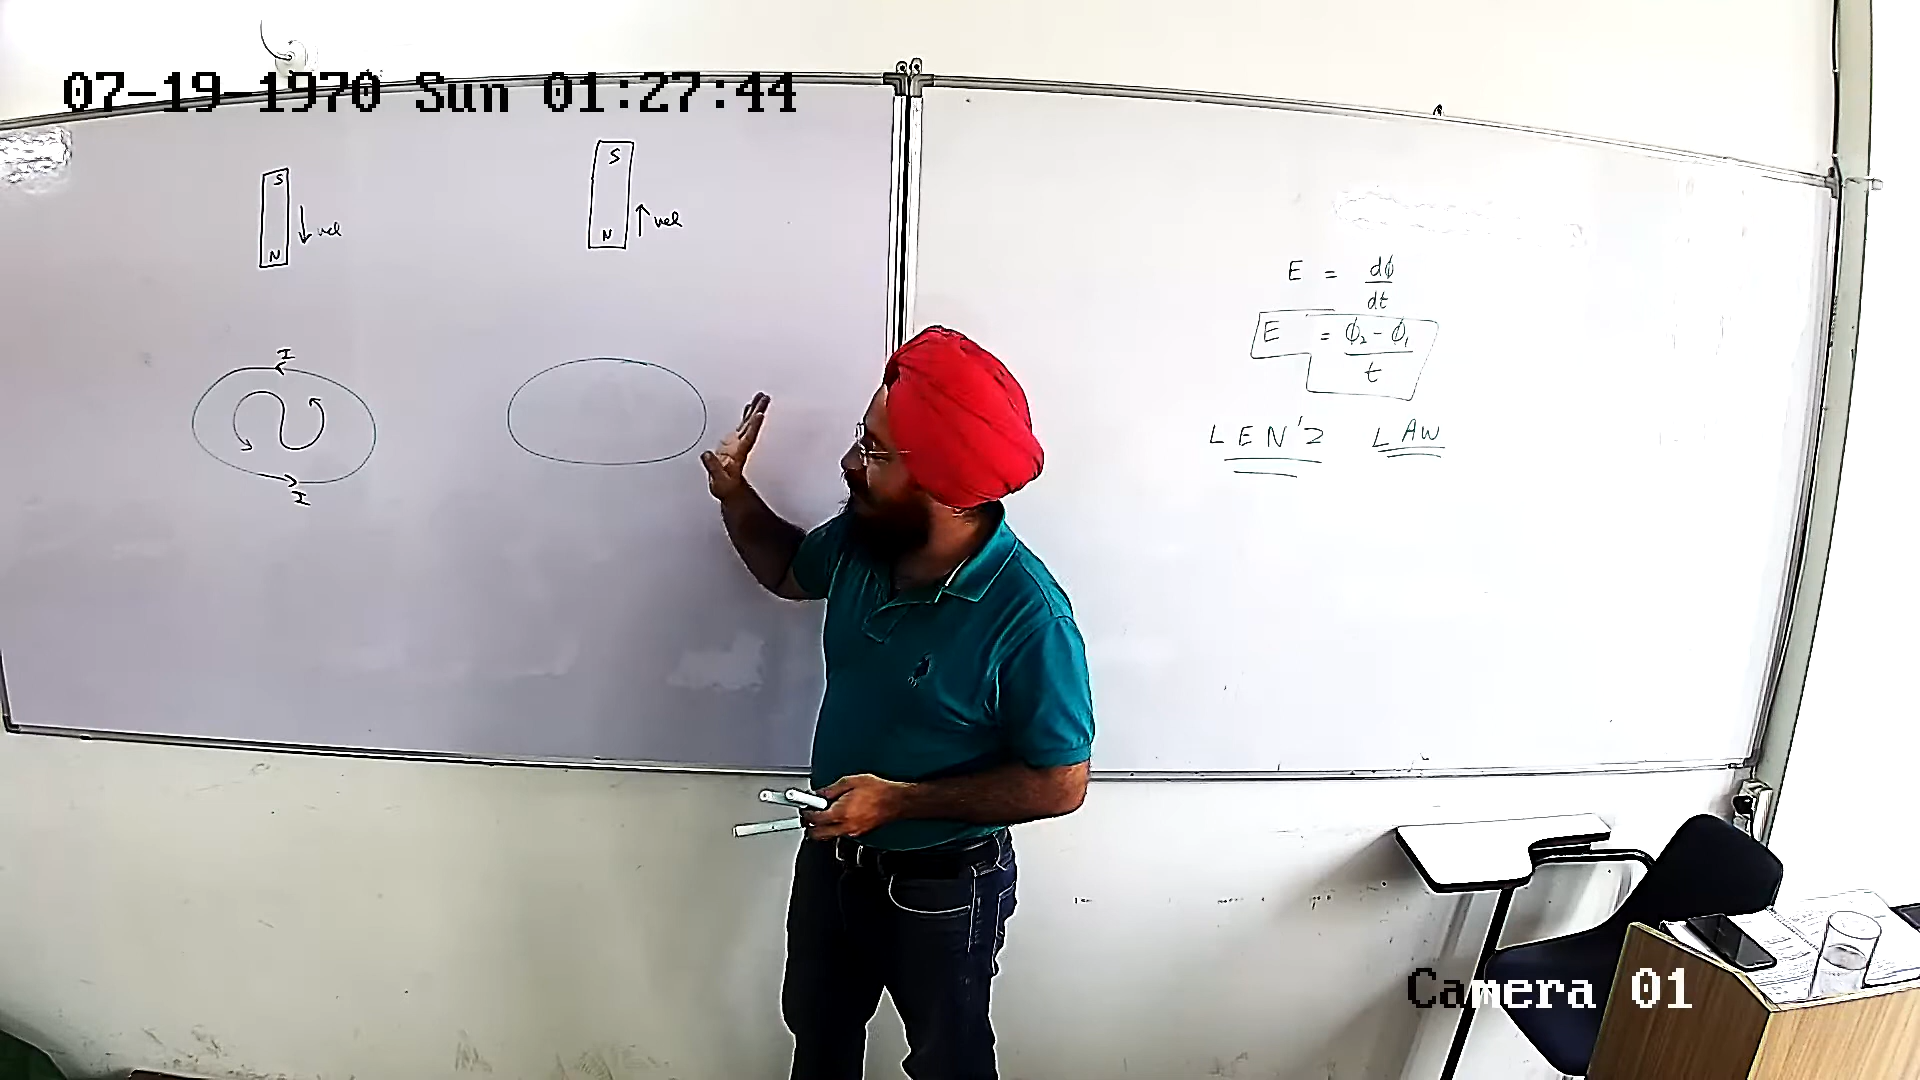 07-19-1970 Sun 01:27:44
S
N
↓ vel
S
N
↑ vel
I
I
E = dϕ/dt
E = ϕ₂ - ϕ₁/t
LEN'Z LAW
Camera 01